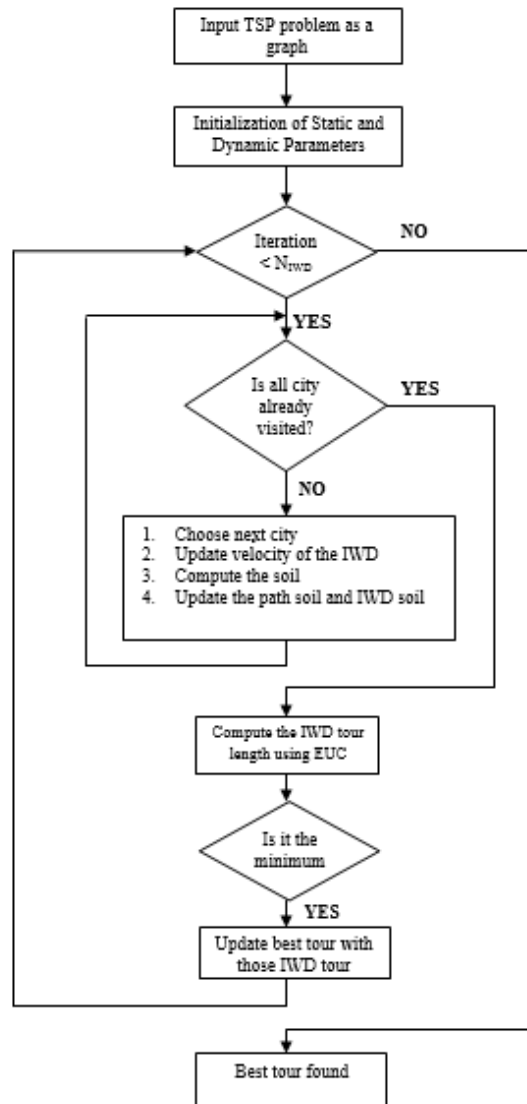 Input TSP problem as a
graph
Initialization of Static and
Dynamic Parameters
Iteration
< NIWD
NO
YES
Is all city
already
visited?
YES
NO
1. Choose next city
2. Update velocity of the IWD
3. Compute the soil
4. Update the path soil and IWD soil
Compute the IWD tour
length using EUC
Is it the
minimum
YES
Update best tour with
those IWD tour
Best tour found